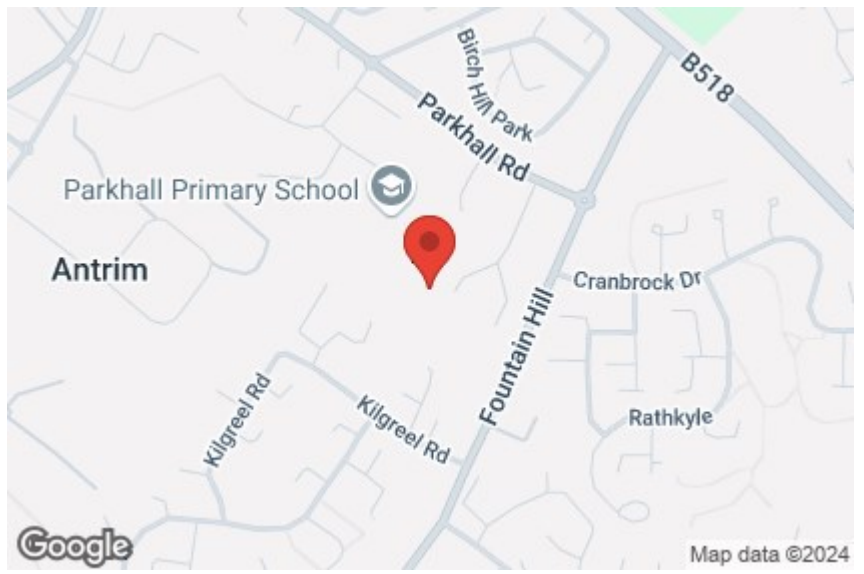 B518
Birch Hill Park
Parkhall Rd
Parkhall Primary School
Antrim
Cranbrock Dr
Fountain Hill
Kilgreel Rd
Kilgreel Rd
Rathkyle
Google
Map data ©2024